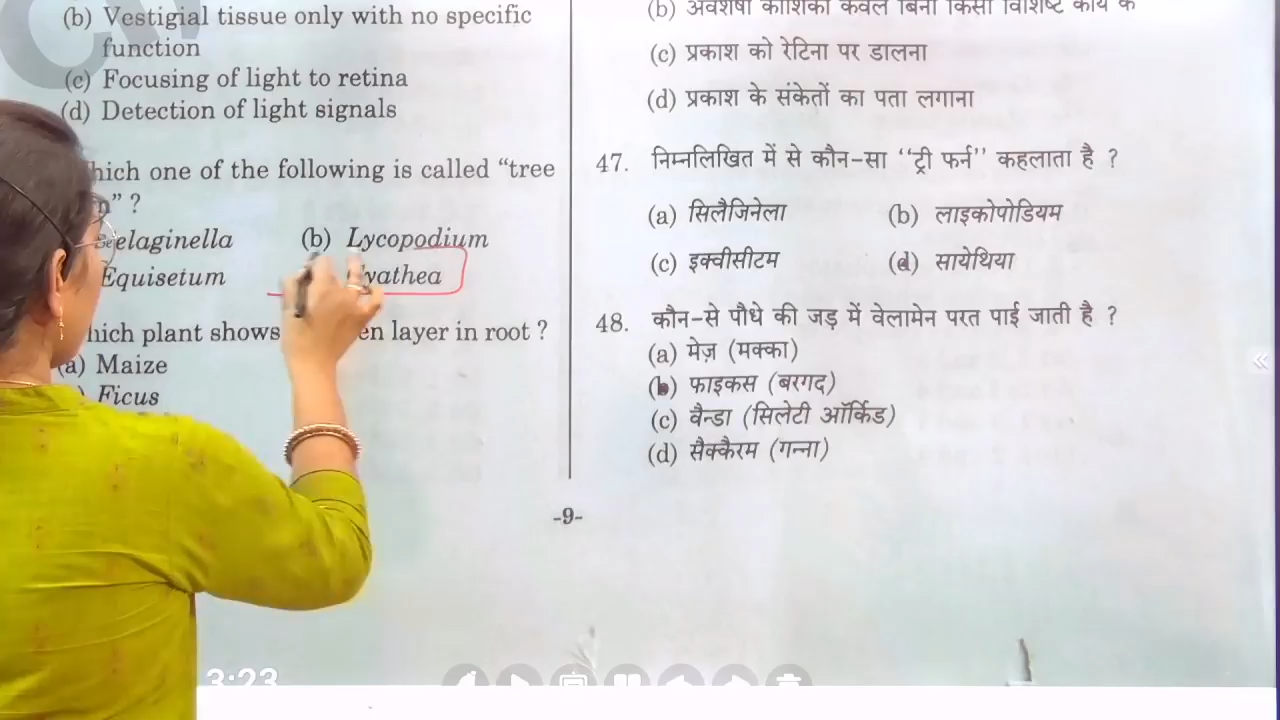 (b) Vestigial tissue only with no specific
function
(c) Focusing of light to retina
(d) Detection of light signals
hich one of the following is called “tree
n” ?
elaginella (b) Lycopodium
Equisetum yathea
hich plant shows en layer in root ?
(a) Maize
) Ficus
(b) अवशेषी कोशिका केवल बिना किसी विशिष्ट कार्य के
(c) प्रकाश को रेटिना पर डालना
(d) प्रकाश के संकेतों का पता लगाना
47. निम्नलिखित में से कौन-सा “ट्री फर्न” कहलाता है ?
(a) सिलैजिनेला (b) लाइकोपोडियम
(c) इक्वीसीटम (d) सायेथिया
48. कौन-से पौधे की जड़ में वेलामेन परत पाई जाती है ?
(a) मेज़ (मक्का)
(b) फाइकस (बरगद)
(c) वैन्डा (सिलेटी ऑर्किड)
(d) सैक्कैरम (गन्ना)
-9-
3:23